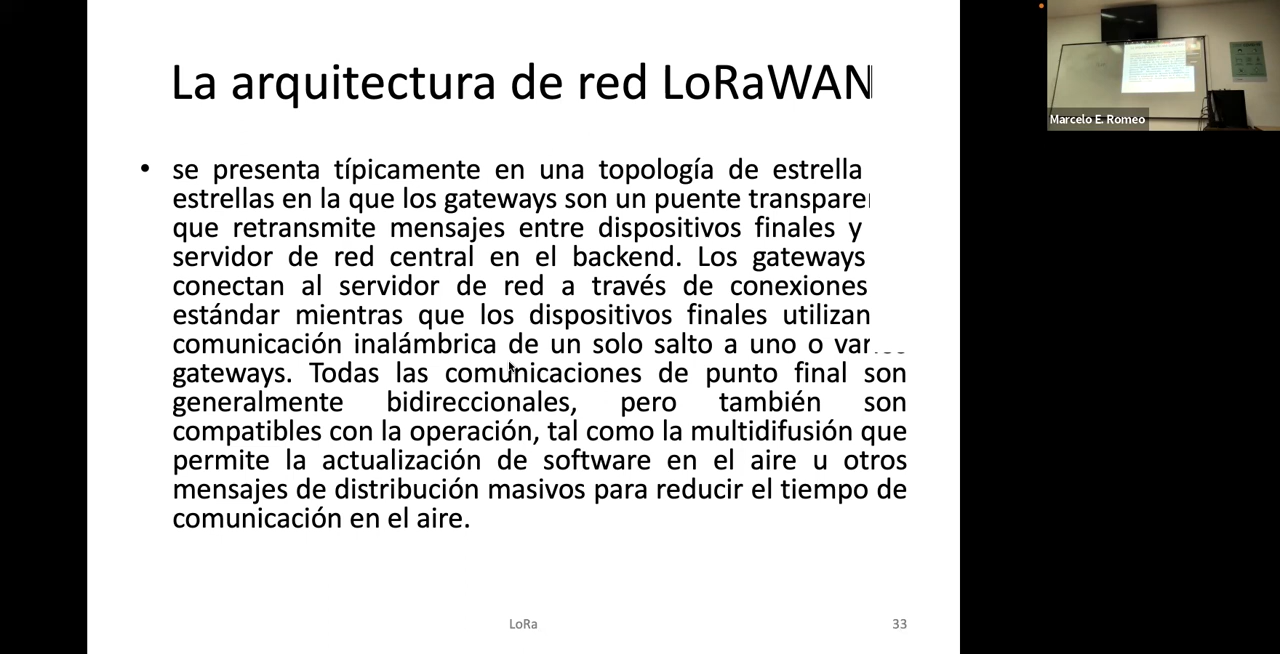 La arquitectura de red LoRaWAN
• se presenta típicamente en una topología de estrella
estrellas en la que los gateways son un puente
que retransmite mensajes entre dispositivos finales y
servidor de red central en el backend. Los gateways
conectan al servidor de red a través de conexiones
estándar mientras que los dispositivos finales utilizan
comunicación inalámbrica de un solo salto a uno o
gateways. Todas las comunicaciones de punto final son
generalmente bidireccionales, pero también son
compatibles con la operación, tal como la multidifusión que
permite la actualización de software en el aire u otros
mensajes de distribución masivos para reducir el tiempo de
comunicación en el aire.
LoRa
33
Marcelo E. Romeo